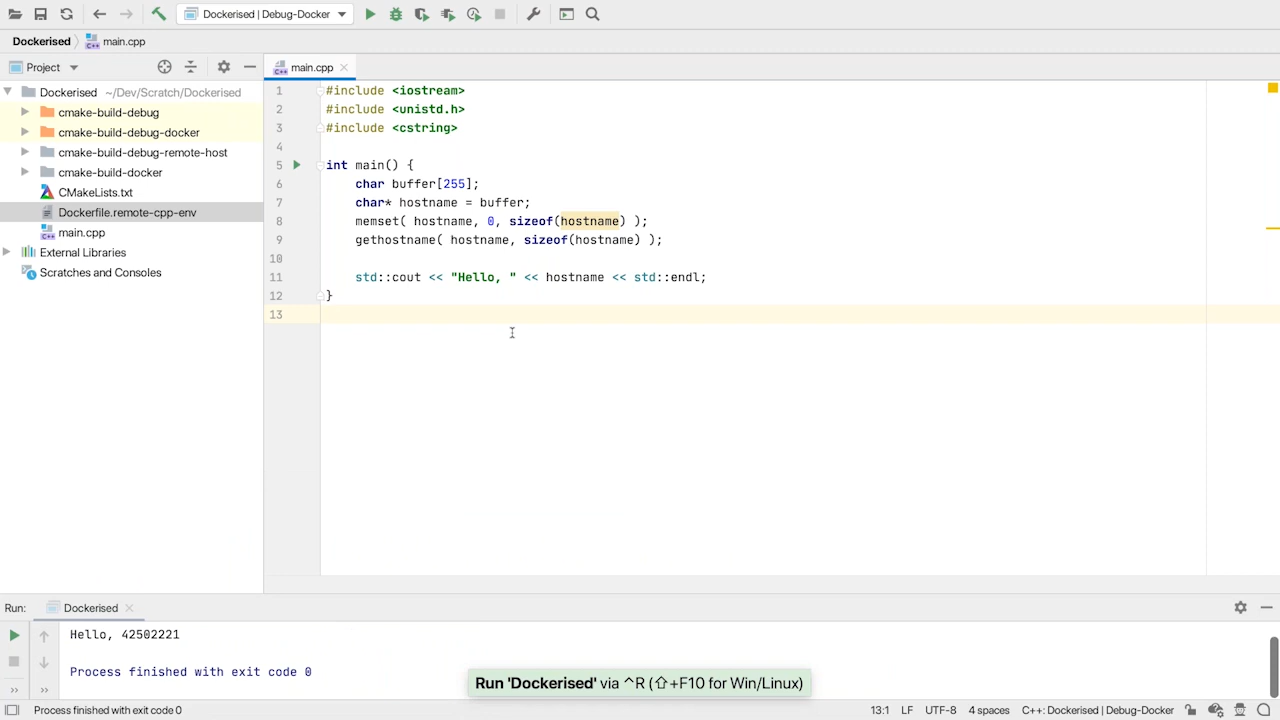 Dockerised | Debug-Docker
Dockerised
main.cpp
Project
main.cpp
Dockerised ~/Dev/Scratch/Dockerised
cmake-build-debug
cmake-build-debug-docker
cmake-build-debug-remote-host
cmake-build-docker
CMakeLists.txt
Dockerfile.remote-cpp-env
main.cpp
External Libraries
Scratches and Consoles
1 #include <iostream>
2 #include <unistd.h>
3 #include <cstring>
4
5 int main() {
6 char buffer[255];
7 char* hostname = buffer;
8 memset( hostname, 0, sizeof(hostname) );
9 gethostname( hostname, sizeof(hostname) );
10
11 std::cout << "Hello, " << hostname << std::endl;
12 }
13
Run: Dockerised
Hello, 42502221
Process finished with exit code 0
Run 'Dockerised' via ^R (⇧+F10 for Win/Linux)
Process finished with exit code 0
13:1 LF UTF-8 4 spaces C++: Dockerised | Debug-Docker